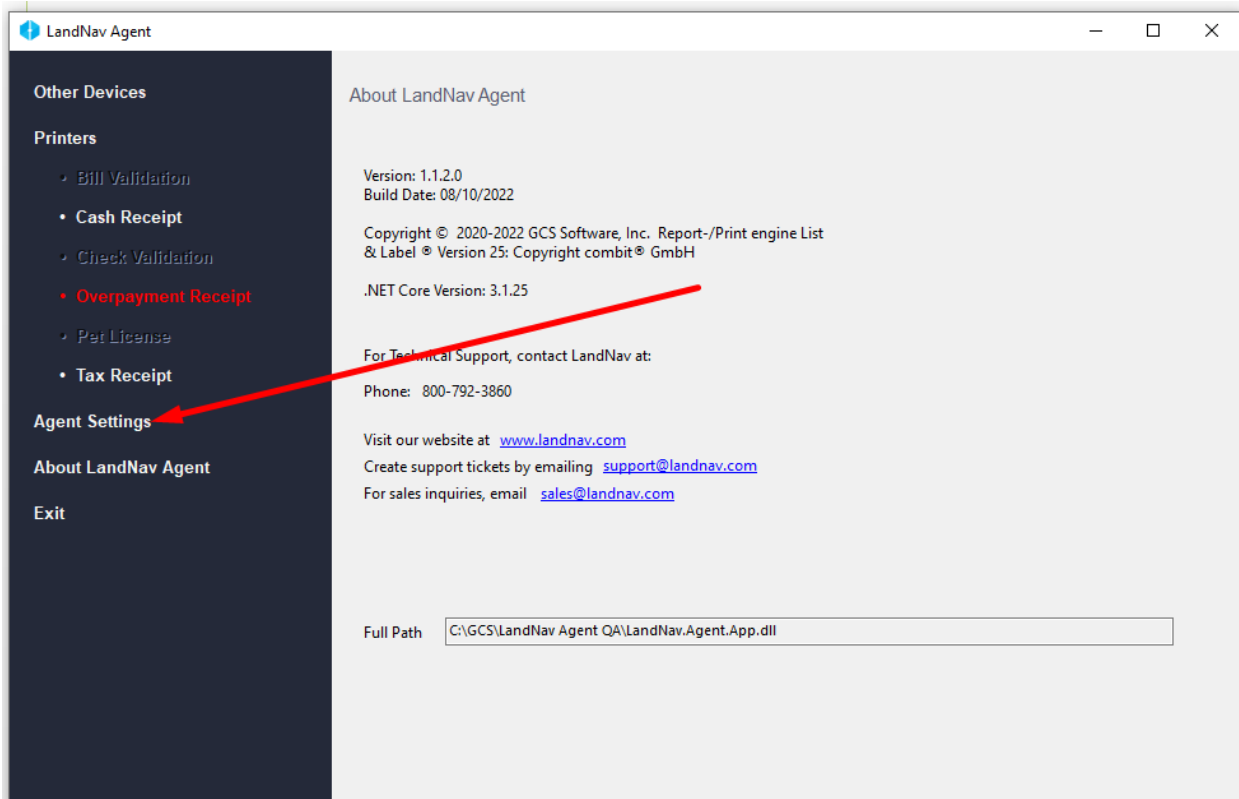 LandNav Agent
Other Devices
Printers
• Bill Validation
• Cash Receipt
• Check Validation
• Overpayment Receipt
• Pet License
• Tax Receipt
Agent Settings
About LandNav Agent
Exit
About LandNav Agent
Version: 1.1.2.0
Build Date: 08/10/2022
Copyright © 2020-2022 GCS Software, Inc. Report-/Print engine List
& Label ® Version 25: Copyright combit® GmbH
.NET Core Version: 3.1.25
For Technical Support, contact LandNav at:
Phone: 800-792-3860
Visit our website at www.landnav.com
Create support tickets by emailing support@landnav.com
For sales inquiries, email sales@landnav.com
Full Path C:\GCS\LandNav Agent QA\LandNav.Agent.App.dll